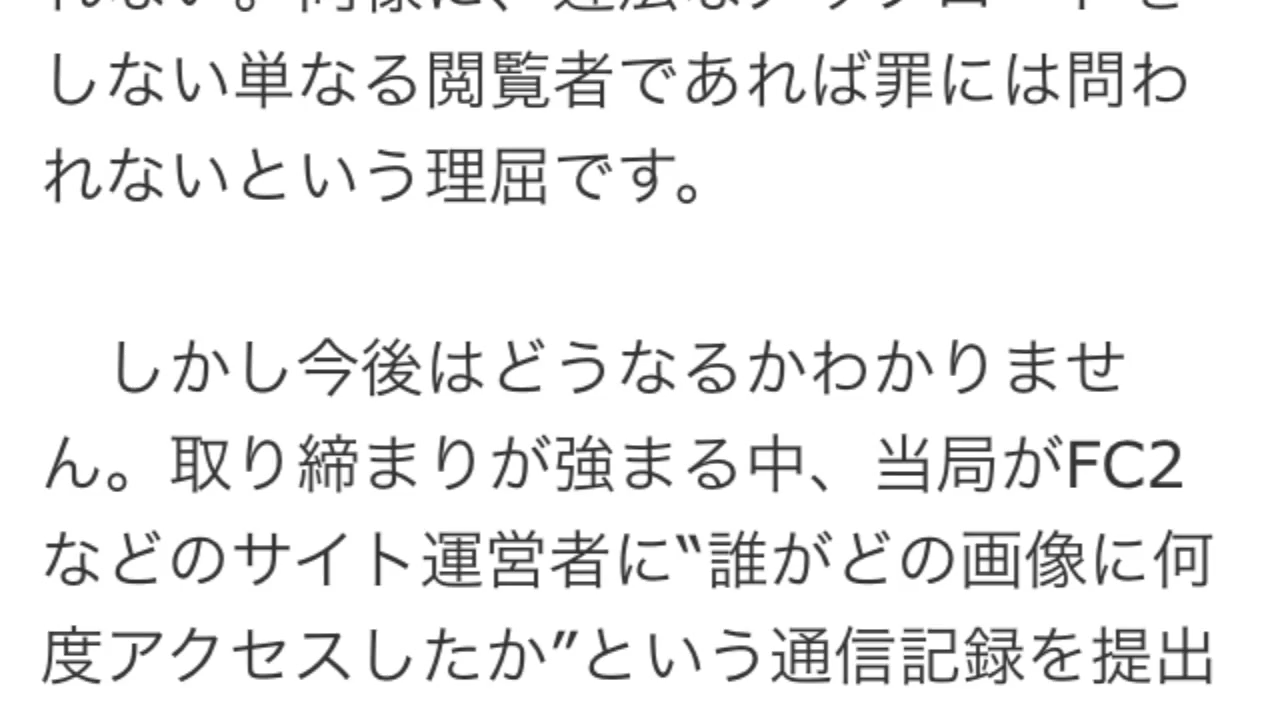 しない単なる閲覧者であれば罪には問わ
れないという理屈です。
しかし今後はどうなるかわかりませ
ん。取り締まりが強まる中、当局がFC2
などのサイト運営者に“誰がどの画像に何
度アクセスしたか”という通信記録を提出